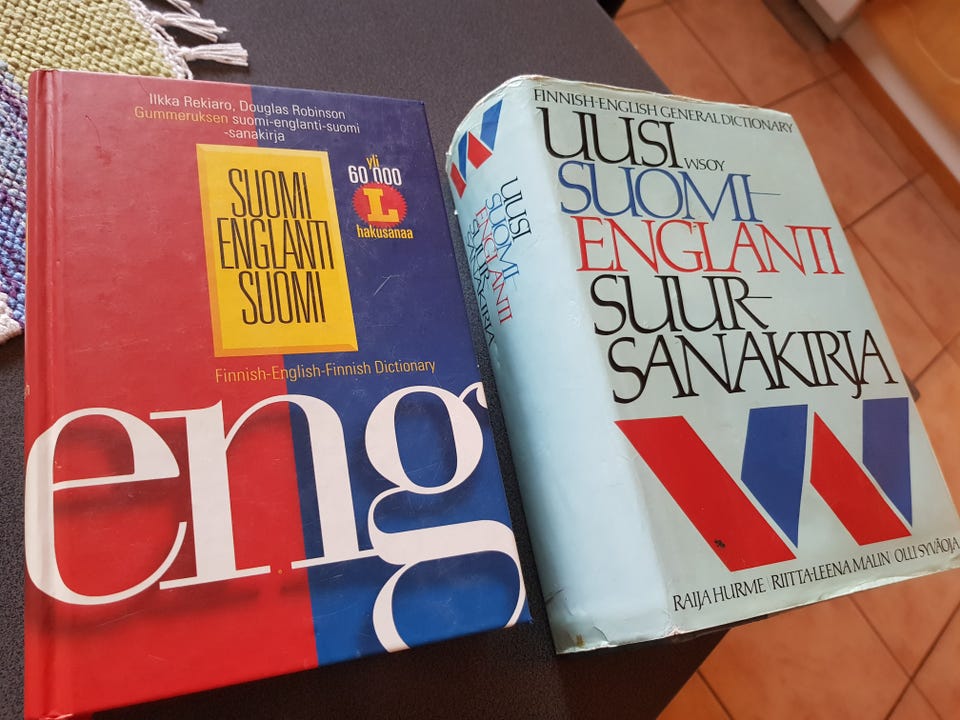 Ilkka Rekiaro, Douglas Robinson
Gummeruksen suomi-englanti-suomi
-sanakirja
SUOMI
ENGLANTI
SUOMI
yli
60 000
L
hakusanaa
Finnish-English-Finnish Dictionary
eng
UUSI
SUOMI-
ENGLANTI
SUUR-
SANAKIRJA
FINNISH-ENGLISH GENERAL DICTIONARY
UUSI WSOY
SUOMI-
ENGLANTI
SUUR-
SANAKIRJA
RAIJA HURME | RIITTA-LEENA MALIN | OLLI SYVÄOJA